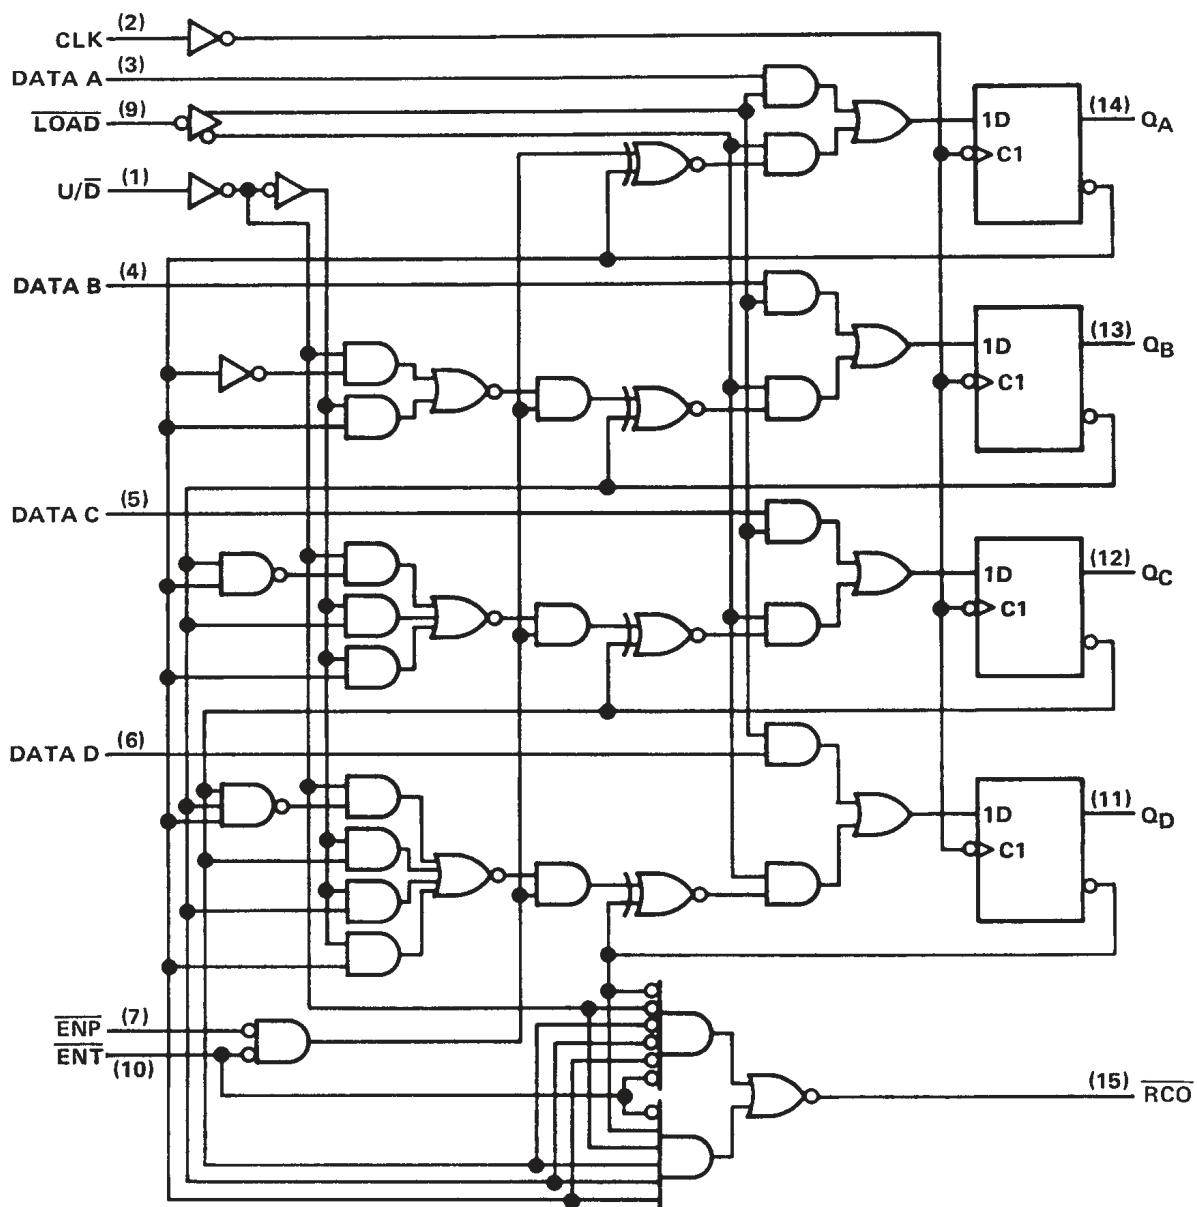 CLK (2)
DATA A (3)
LOAD (9)
U/D (1)
1D (14) QA
C1
DATA B (4)
1D (13) QB
C1
DATA C (5)
1D (12) QC
C1
DATA D (6)
1D (11) QD
C1
ENP (7)
ENT (10)
(15) RCO